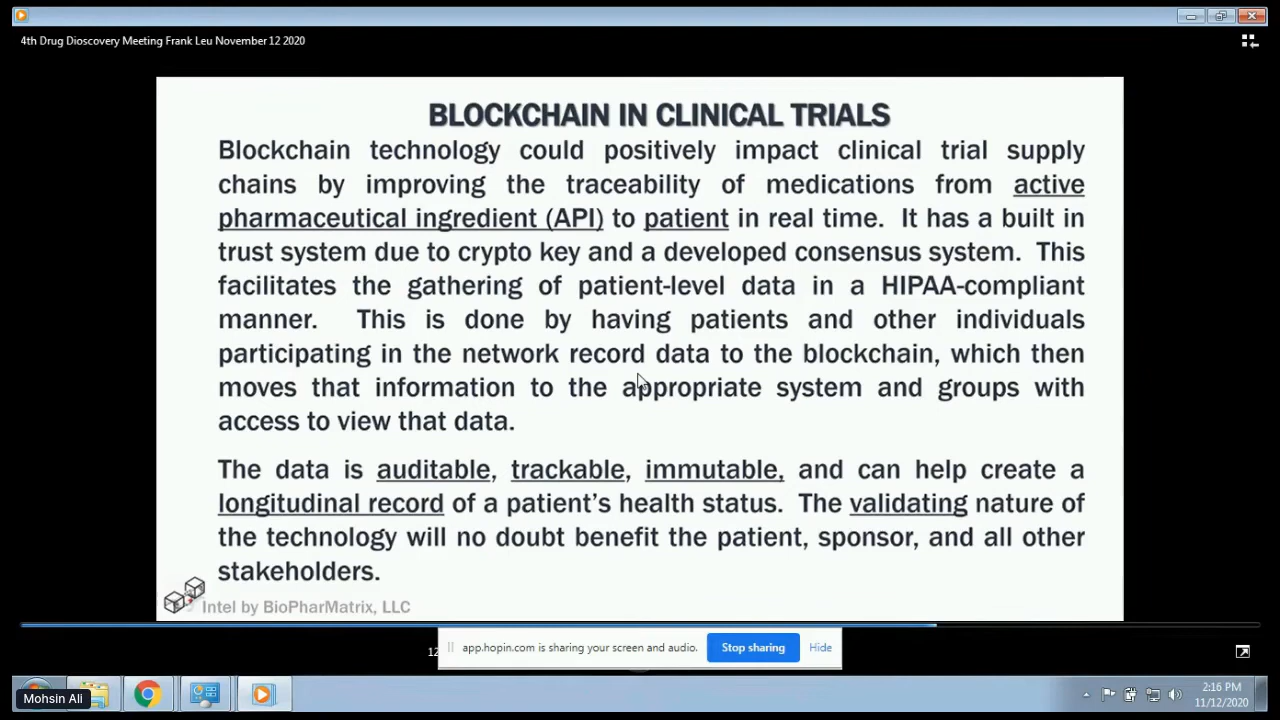 4th Drug Dioscovery Meeting Frank Leu November 12 2020
BLOCKCHAIN IN CLINICAL TRIALS
Blockchain technology could positively impact clinical trial supply
chains by improving the traceability of medications from active
pharmaceutical ingredient (API) to patient in real time. It has a built in
trust system due to crypto key and a developed consensus system. This
facilitates the gathering of patient-level data in a HIPAA-compliant
manner. This is done by having patients and other individuals
participating in the network record data to the blockchain, which then
moves that information to the appropriate system and groups with
access to view that data.
The data is auditable, trackable, immutable, and can help create a
longitudinal record of a patient's health status. The validating nature of
the technology will no doubt benefit the patient, sponsor, and all other
stakeholders.
Intel by BioPharMatrix, LLC
app.hopin.com is sharing your screen and audio.
Stop sharing
Hide
Mohsin Ali
2:16 PM
11/12/2020